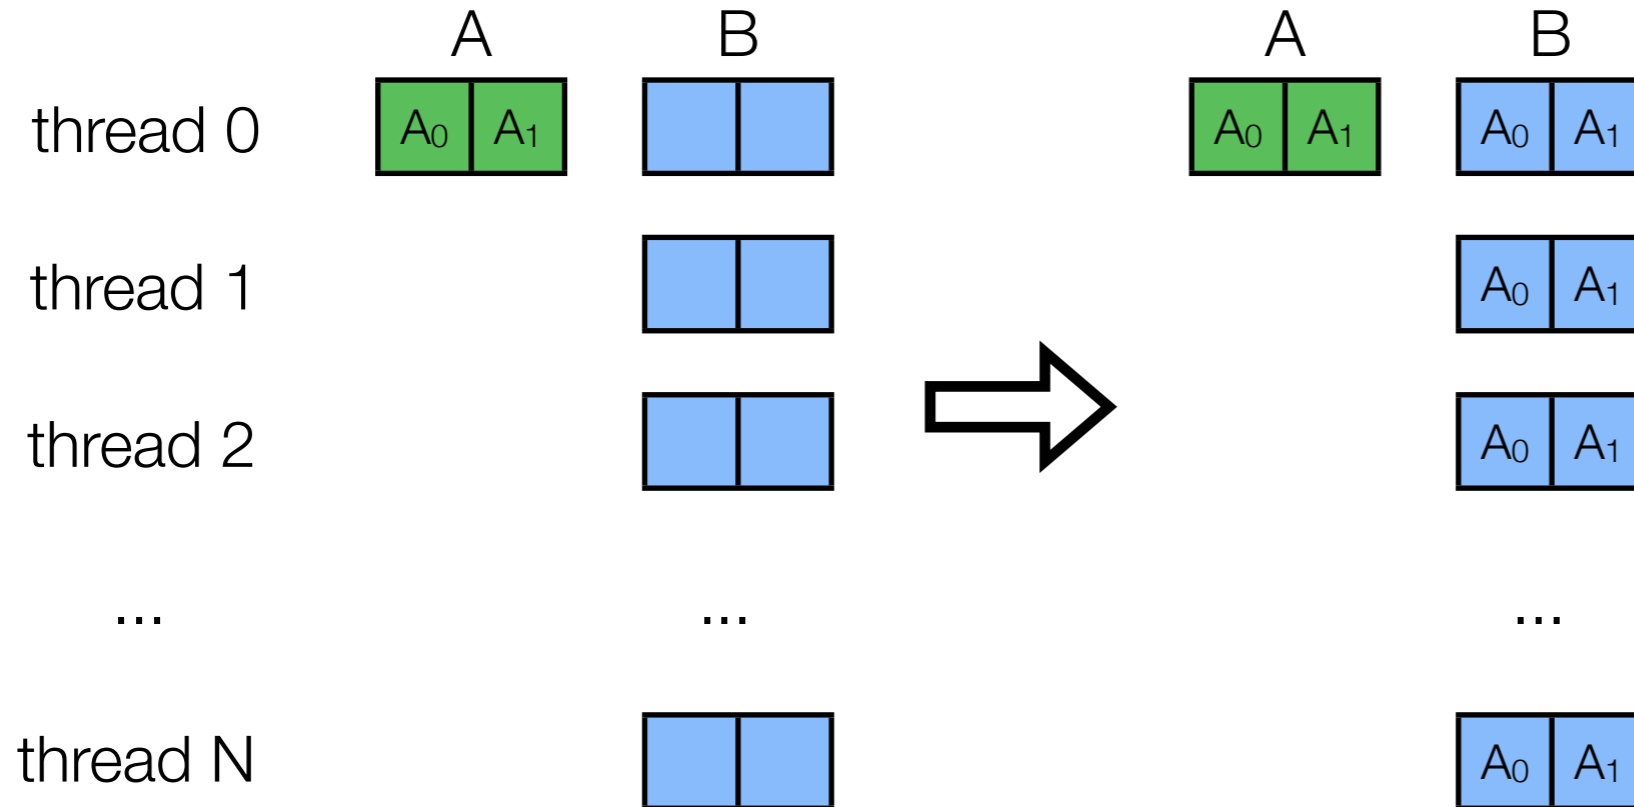 A B A B
thread 0 A₀ A₁ A₀ A₁ A₀ A₁
thread 1 A₀ A₁
thread 2 A₀ A₁
... ... ...
thread N A₀ A₁